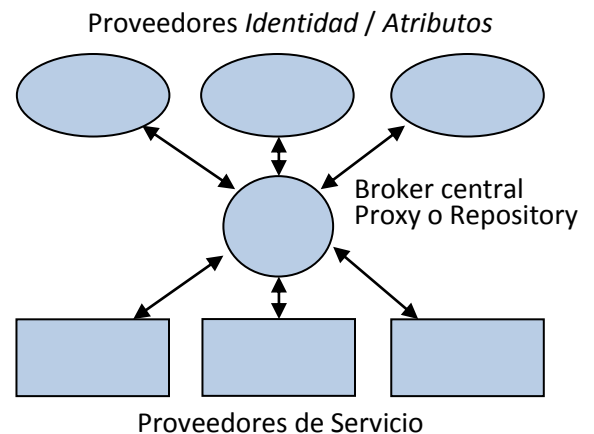 Proveedores Identidad / Atributos
Broker central
Proxy o Repository
Proveedores de Servicio